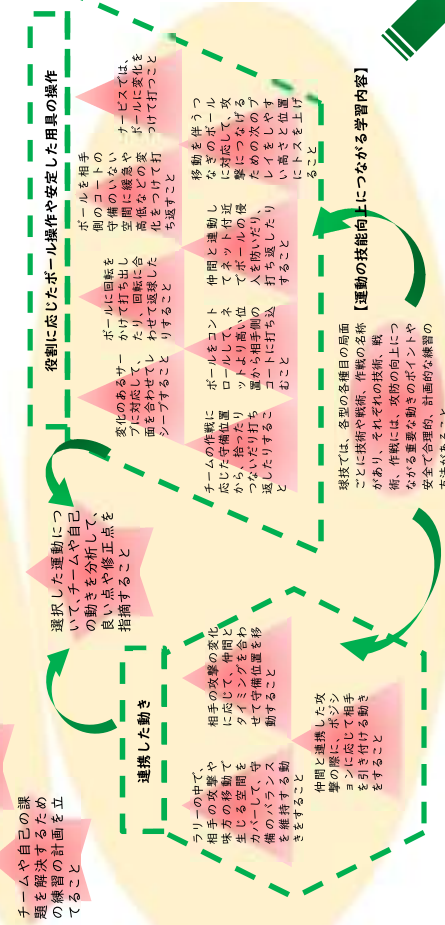 役割に応じたボール操作や安定した用具の操作
サービスでは、
ボールに変化を
つけて打つこと
ボールを相手
側のコートの
守備のいない
空間に緩急や
高低などの変
化をつけて打
ち返すこと
ボールに回転を
かけて打ち出し
たり、回転に合
わせて返球した
りすること
変化のあるサー
ブに対応して、
面を合わせてレ
シーブすること
移動を伴うつ
なぎのボール
に対応して、攻
撃につなげる
ための次のプ
レイをしやす
い高さと位置
にトスを上げ
ること
仲間と連動し
てネット付近
でボールの侵
入を防いだり、
打ち返したり
すること
ボールをコント
ロールして、ネ
ットより高い位
置から相手側の
コートに打ち込
むこと
チームの作戦に
応じた守備位置
から、拾ったり
つないだり打ち
返したりするこ
と
【運動の技能向上につながる学習内容】
球技では、各型の各種目の局面
ごとに技術や戦術、作戦の名称
があり、それぞれの技術、戦
術、作戦には、攻防の向上につ
ながる重要な動きのポイントや
安全で合理的、計画的な練習の
方法があること
選択した運動につ
いて、チームや自己
の動きを分析して、
良い点や修正点を
指摘すること
連携した動き
相手の攻撃の変化
に応じて、仲間と
タイミングを合わ
せて守備位置を移
動すること
ラリーの中で、
相手の攻撃や
味方の移動で
生じる空間を
カバーして、守
備のバランス
を維持する動
きをすること
仲間と連携した攻
撃の際に、ポジシ
ョンに応じて相手
を引き付ける動き
をすること
チームや自己の課
題を解決するため
の練習の計画を立
てること